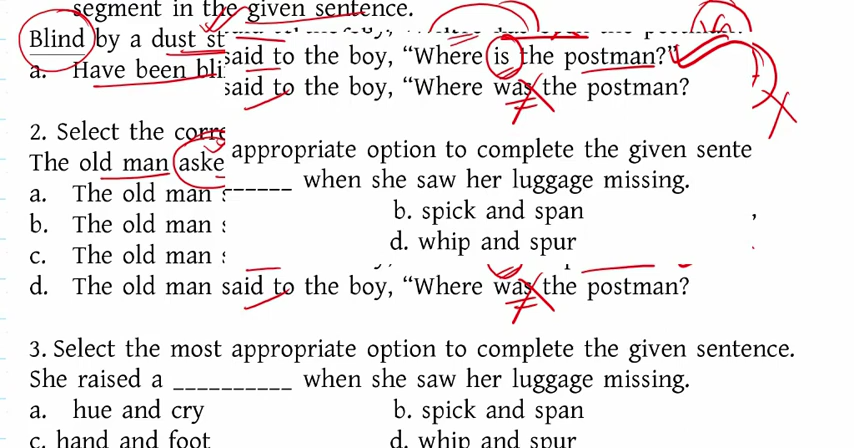 segment in the given sentence.
Blind by a dust st
said to the boy, “Where is the postman?”
a. Have been bli
said to the boy, “Where was the postman?
2. Select the corre
appropriate option to complete the given sente
The old man aske
______ when she saw her luggage missing.
a. The old man s
b. spick and span
b. The old man s
d. whip and spur
c. The old man s
d. The old man said to the boy, “Where was the postman?
3. Select the most appropriate option to complete the given sentence.
She raised a __________ when she saw her luggage missing.
a. hue and cry b. spick and span
c. hand and foot d. whip and spur